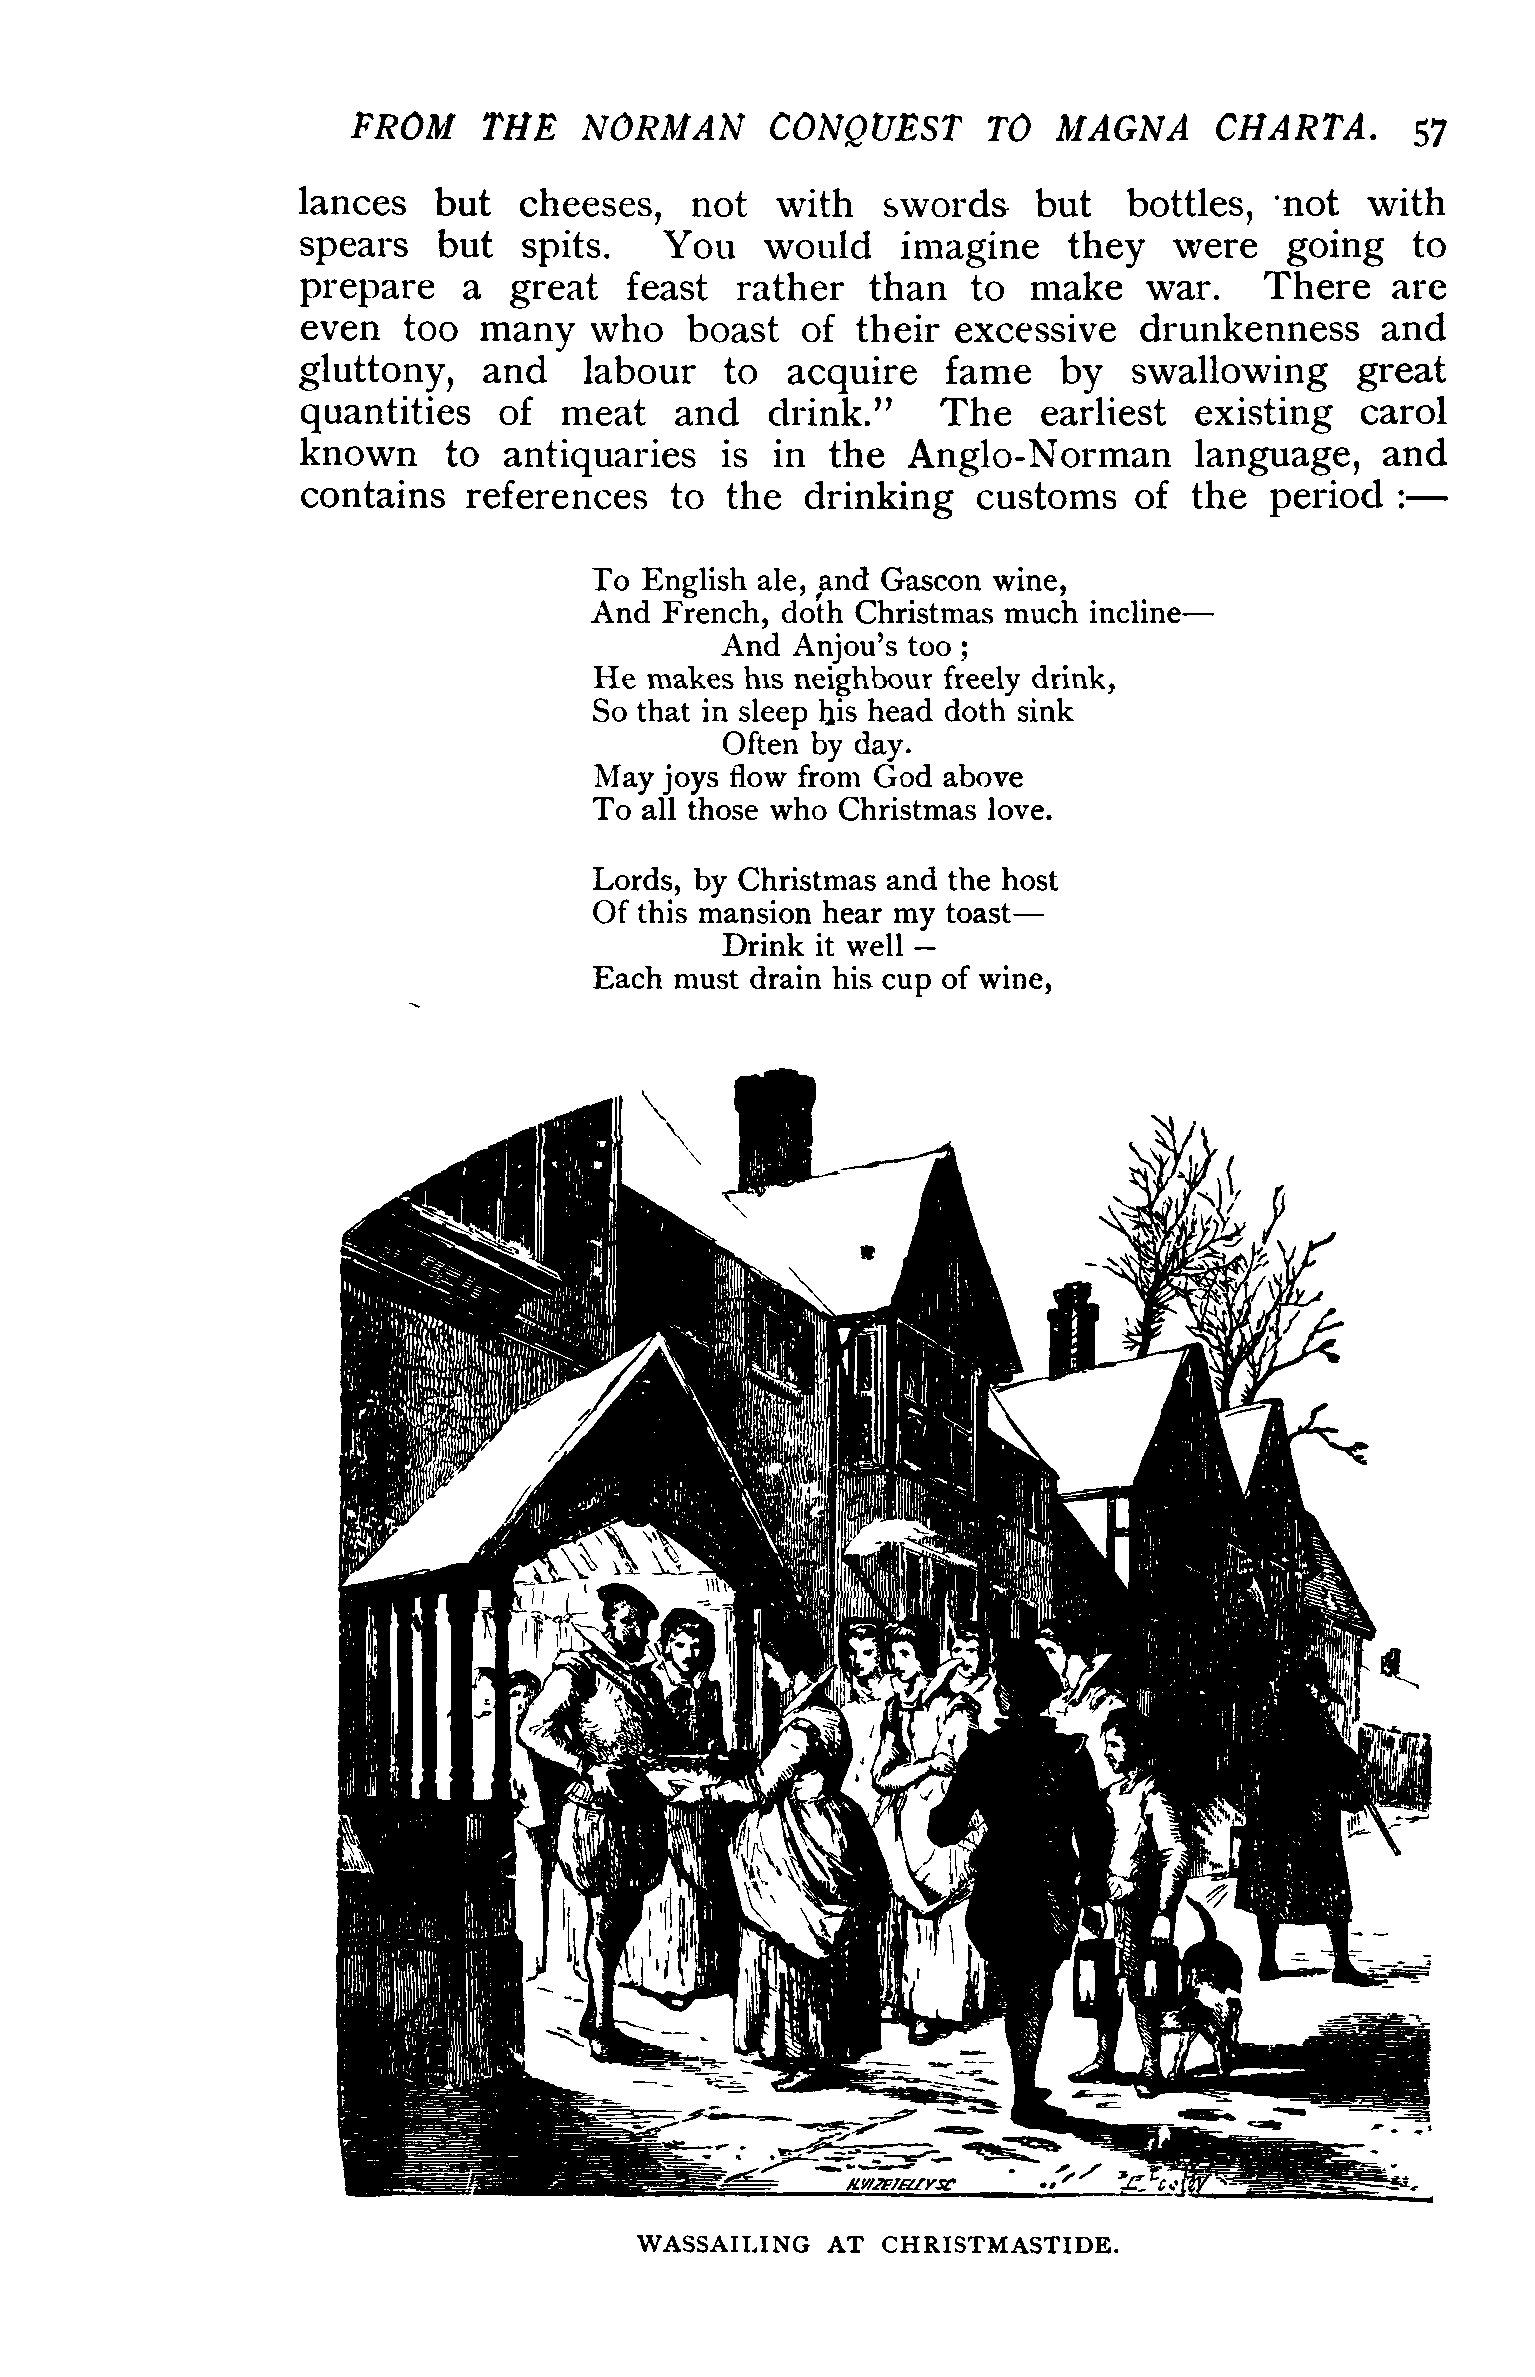 FROM THE NORMAN CONQUEST TO MAGNA CHARTA. 57
lances but cheeses, not with swords but bottles, not with
spears but spits. You would imagine they were going to
prepare a great feast rather than to make war. There are
even too many who boast of their excessive drunkenness and
gluttony, and labour to acquire fame by swallowing great
quantities of meat and drink.” The earliest existing carol
known to antiquaries is in the Anglo-Norman language, and
contains references to the drinking customs of the period :—
To English ale, and Gascon wine,
And French, doth Christmas much incline—
And Anjou’s too ;
He makes his neighbour freely drink,
So that in sleep his head doth sink
Often by day.
May joys flow from God above
To all those who Christmas love.
Lords, by Christmas and the host
Of this mansion hear my toast—
Drink it well —
Each must drain his cup of wine,
H.VIZETELLY SC
WASSAILING AT CHRISTMASTIDE.